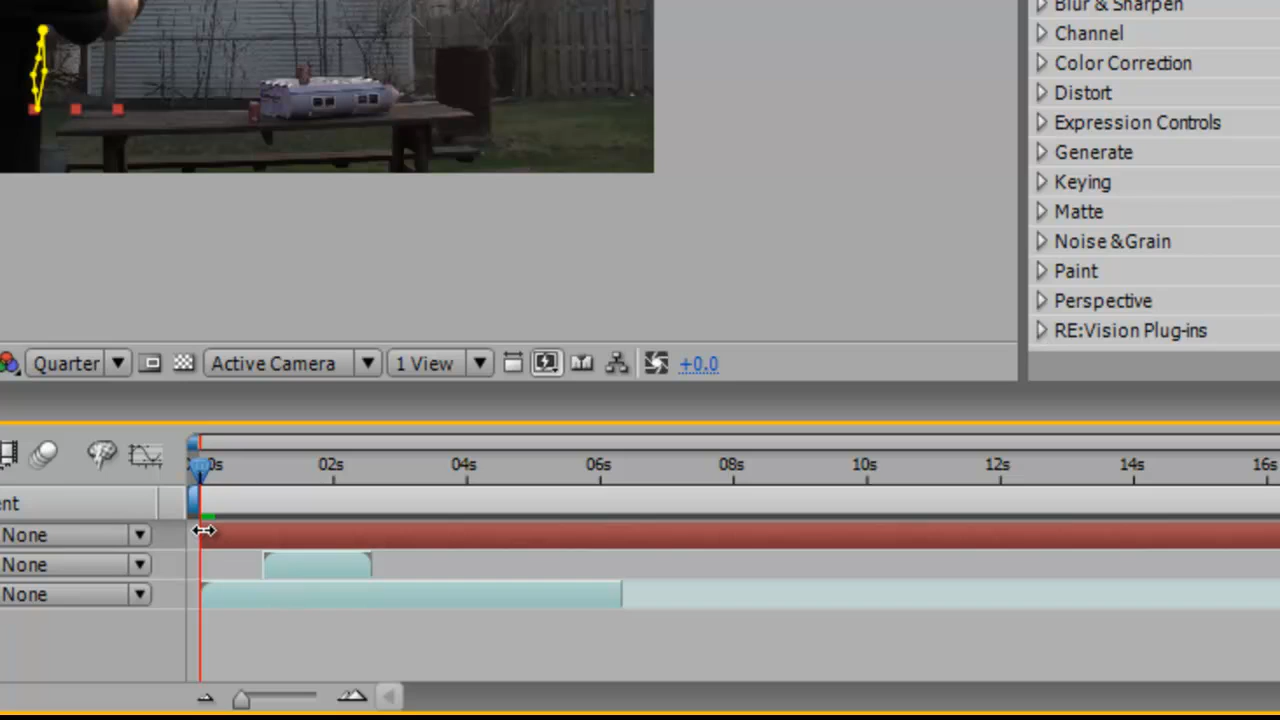 Blur & Sharpen
Channel
Color Correction
Distort
Expression Controls
Generate
Keying
Matte
Noise & Grain
Paint
Perspective
RE:Vision Plug-ins
Quarter Active Camera 1 View +0.0
0s 02s 04s 06s 08s 10s 12s 14s 16s
ent
None
None
None